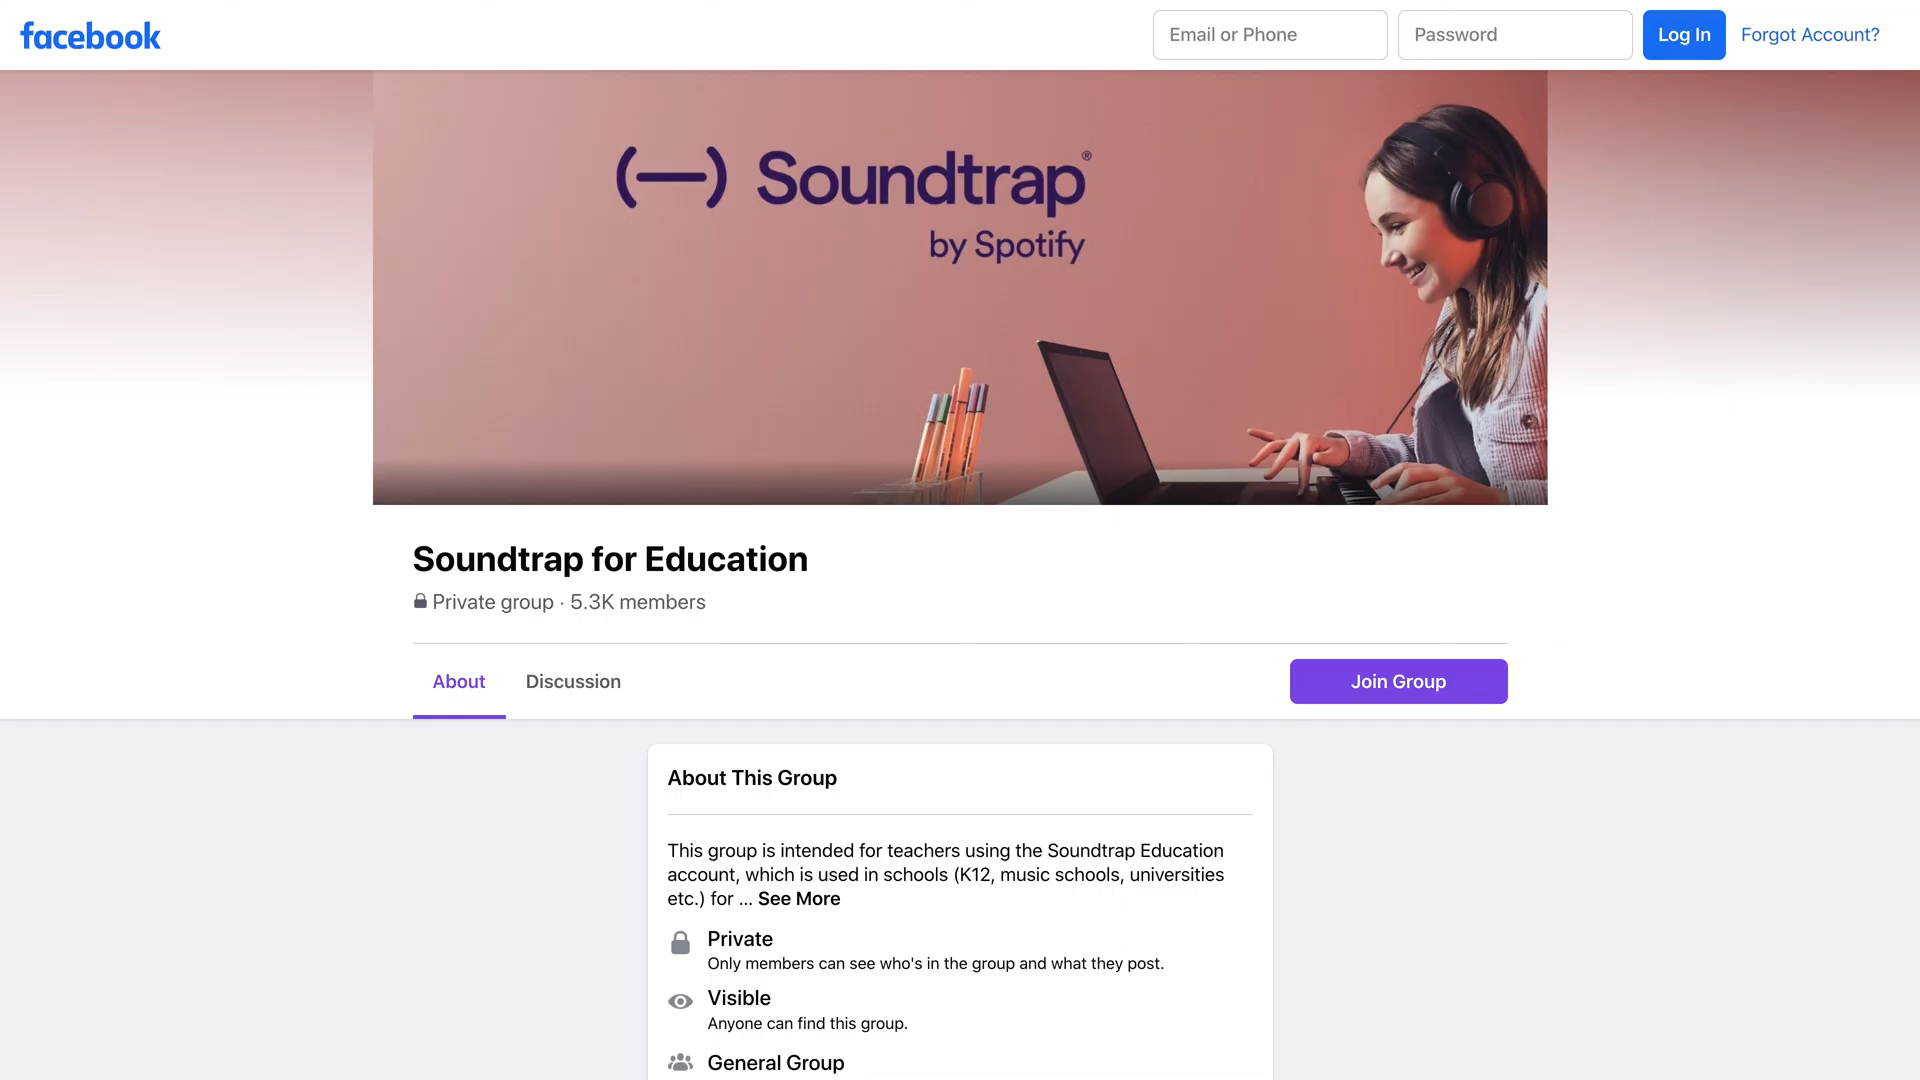 facebook
Email or Phone
Password
Log In
Forgot Account?
(—) Soundtrap®
by Spotify
Soundtrap for Education
Private group · 5.3K members
About
Discussion
Join Group
About This Group
This group is intended for teachers using the Soundtrap Education
account, which is used in schools (K12, music schools, universities
etc.) for ... See More
Private
Only members can see who's in the group and what they post.
Visible
Anyone can find this group.
General Group